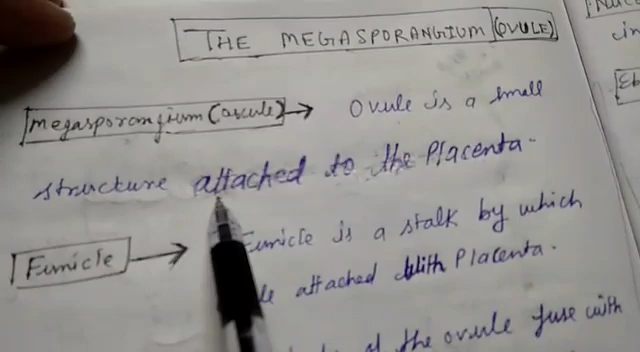 THE MEGASPORANGIUM (OVULE)
Megasporangium (ovule) → Ovule is a small
structure attached to the Placenta.
Funicle → Funicle is a stalk by which
attached with Placenta.
of the ovule fuse with